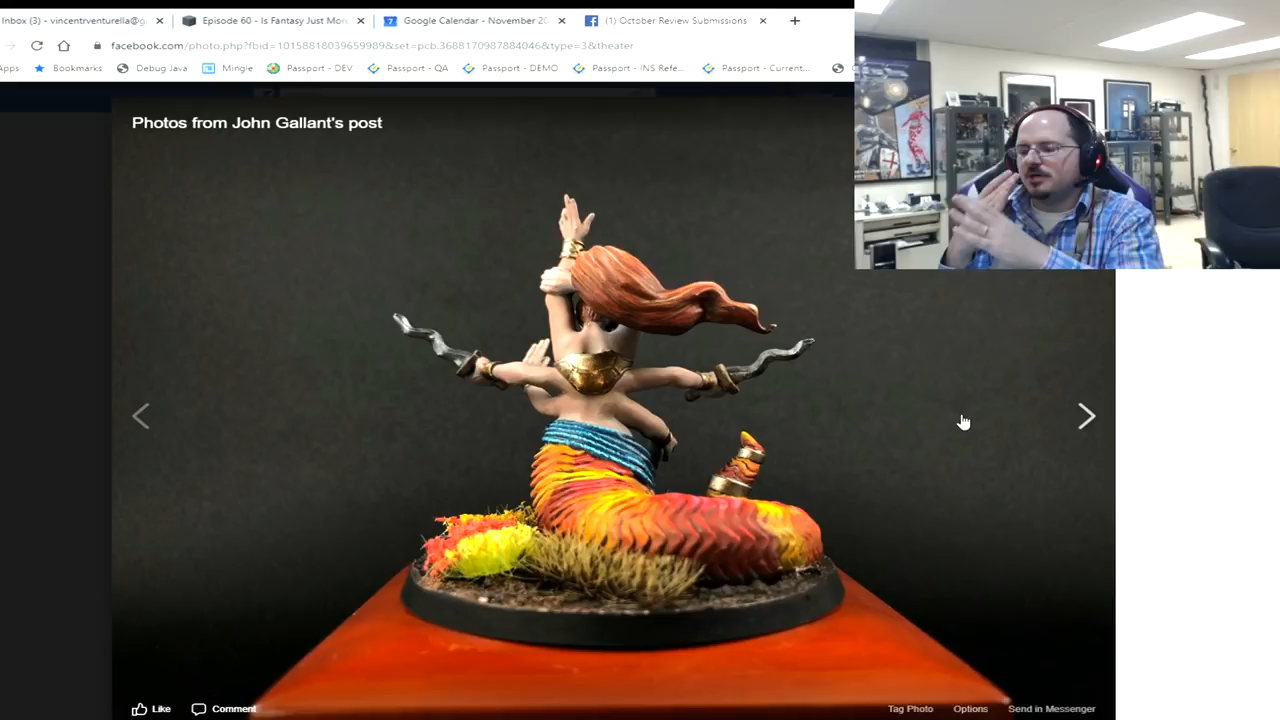 Inbox (3) - vincentrventurella@g
Episode 60 - Is Fantasy Just Mor
Google Calendar - November 20
(1) October Review Submissions
facebook.com/photo.php?fbid=10158818039659989&set=pcb.3688170987884046&type=3&theater
Apps
Bookmarks
Debug Java
Mingle
Passport - DEV
Passport - QA
Passport - DEMO
Passport - INS Refe...
Passport - Current...
Photos from John Gallant's post
Like
Comment
Tag Photo
Options
Send in Messenger